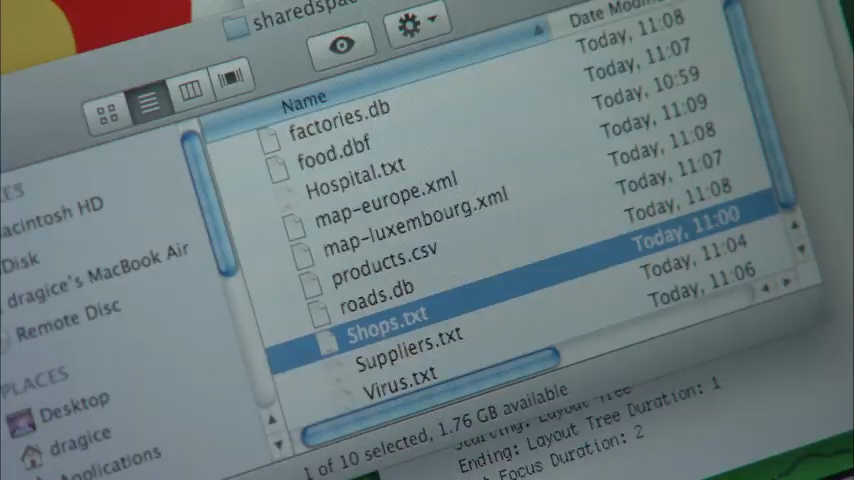 sharedspac
Name
Date Modifi
factories.db
Today, 11:08
food.dbf
Today, 11:07
Hospital.txt
Today, 10:59
map-europe.xml
Today, 11:09
map-luxembourg.xml
Today, 11:08
products.csv
Today, 11:07
roads.db
Today, 11:08
Shops.txt
Today, 11:00
Suppliers.txt
Today, 11:04
Virus.txt
Today, 11:06
CES
acintosh HD
Disk
dragice's MacBook Air
Remote Disc
PLACES
Desktop
dragice
Applications
1 of 10 selected, 1.76 GB available
Starting: Layout Tree
Ending: Layout Tree Duration: 1
Focus Duration: 2